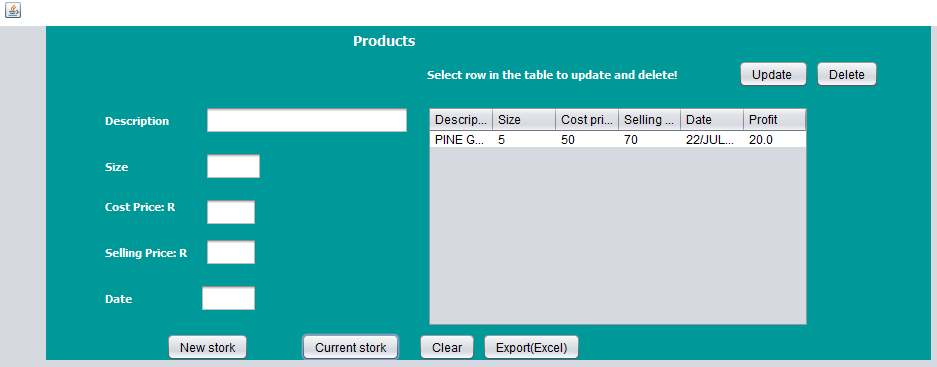 Products
Select row in the table to update and delete! Update Delete
Description
Size
Cost Price: R
Selling Price: R
Date
Descrip... Size Cost pri... Selling ... Date Profit
PINE G... 5 50 70 22/JUL... 20.0
New stork Current stork Clear Export(Excel)